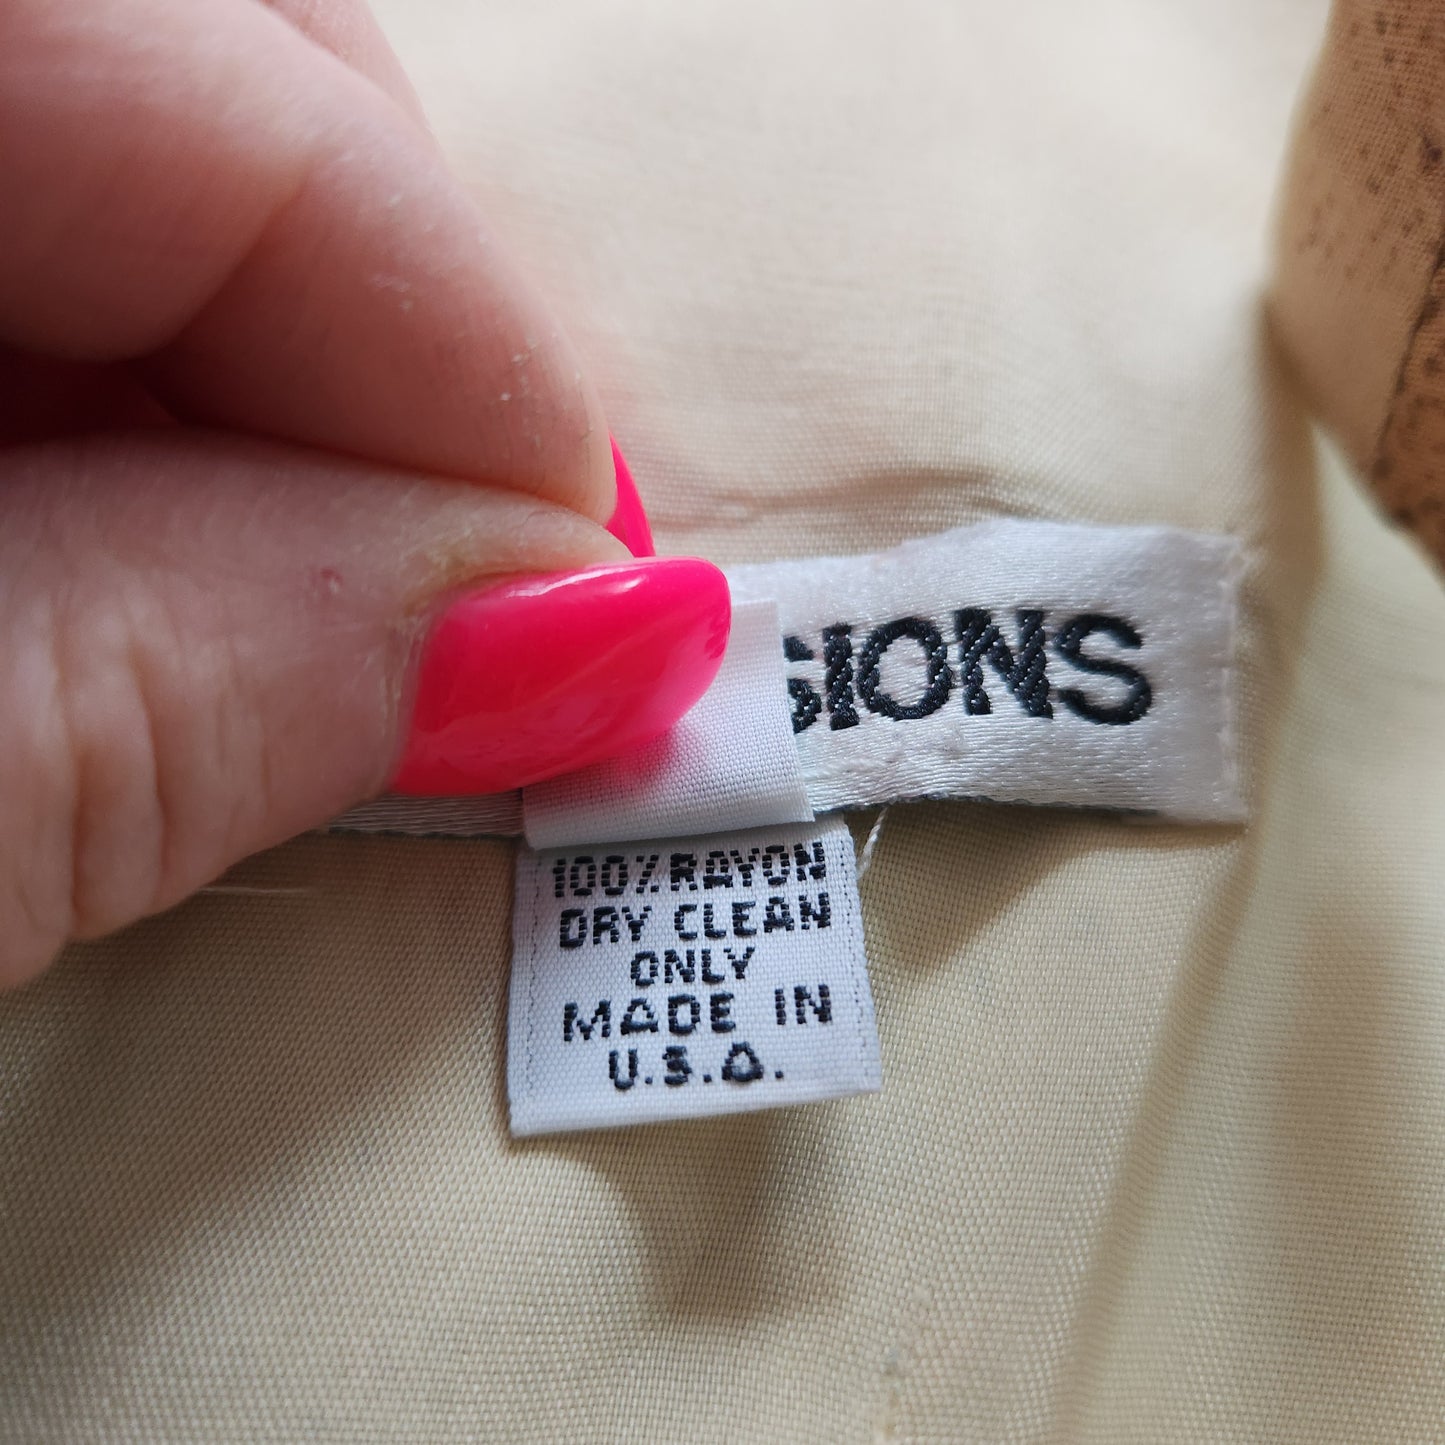 SIONS
100% RAYON
DRY CLEAN
ONLY
MADE IN
U.S.A.